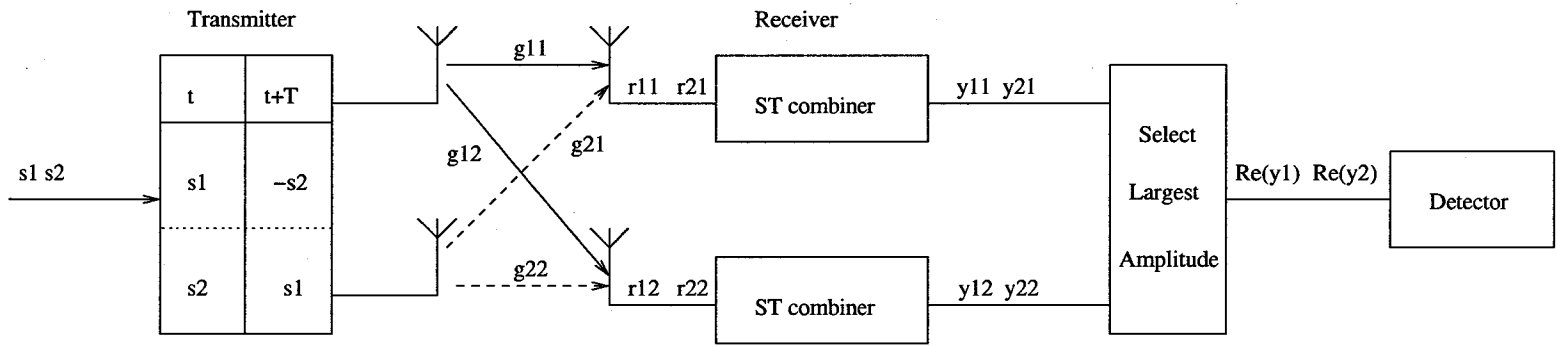 Transmitter
Receiver
t t+T
s1 s2
s1 −s2
s2 s1
g11
g12
g21
g22
r11 r21
ST combiner
y11 y21
r12 r22
ST combiner
y12 y22
Select
Largest
Amplitude
Re(y1) Re(y2)
Detector